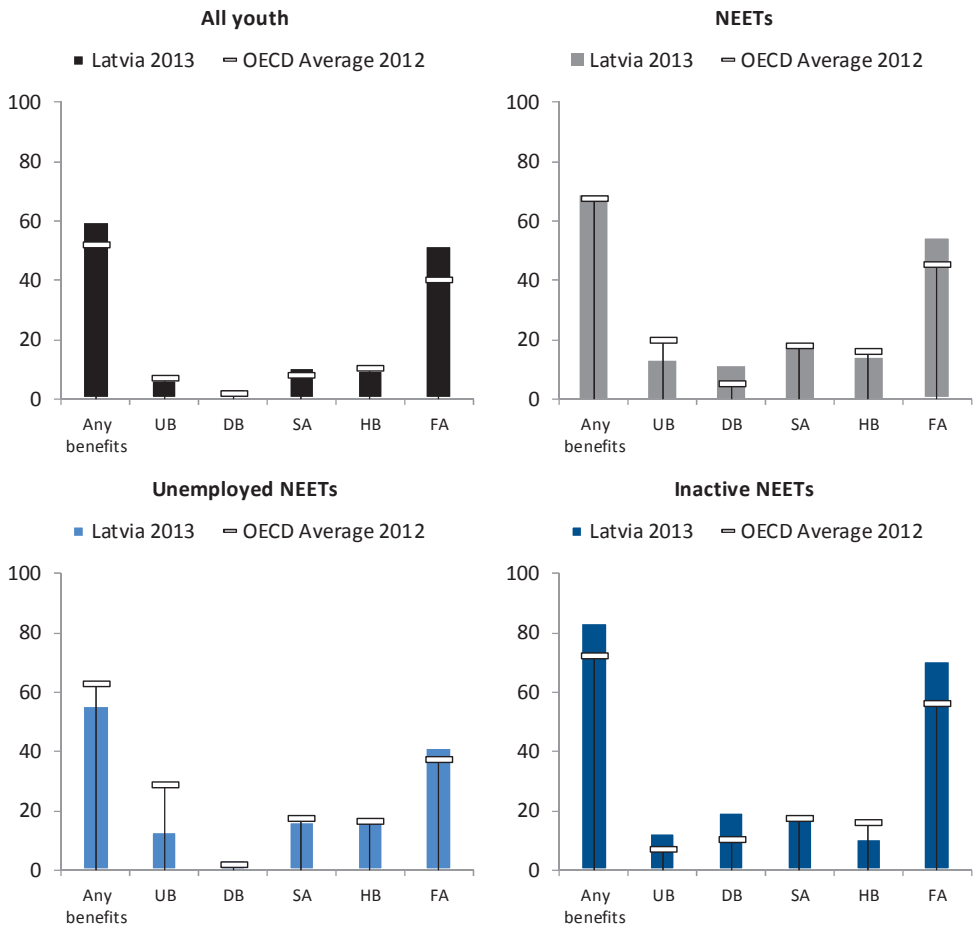 All youth
■ Latvia 2013 OECD Average 2012
100
80
60
40
20
0
Any benefits UB DB SA HB FA
NEETs
■ Latvia 2013 OECD Average 2012
100
80
60
40
20
0
Any benefits UB DB SA HB FA
Unemployed NEETs
■ Latvia 2013 OECD Average 2012
100
80
60
40
20
0
Any benefits UB DB SA HB FA
Inactive NEETs
■ Latvia 2013 OECD Average 2012
100
80
60
40
20
0
Any benefits UB DB SA HB FA